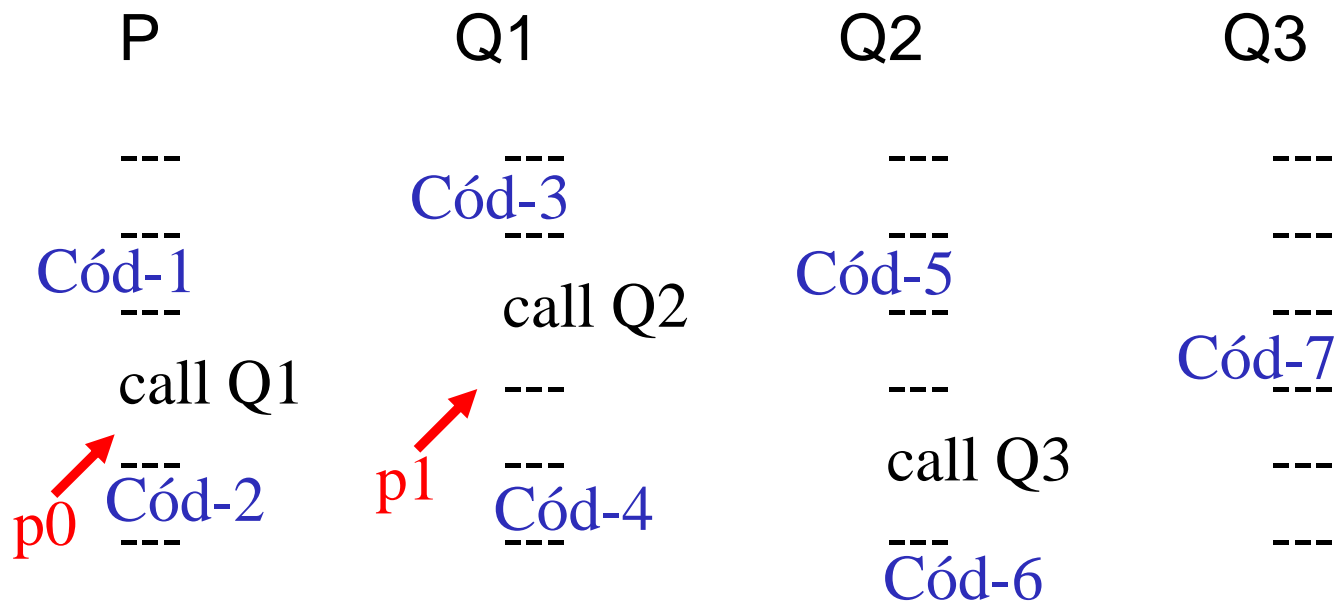 P Q1 Q2 Q3
--- --- --- ---
Cód-3
--- --- --- ---
Cód-1 Cód-5
call Q2
--- --- ---
Cód-7
call Q1
--- --- ---
p1
call Q3
--- --- ---
p0 Cód-2 Cód-4
--- --- --- ---
Cód-6